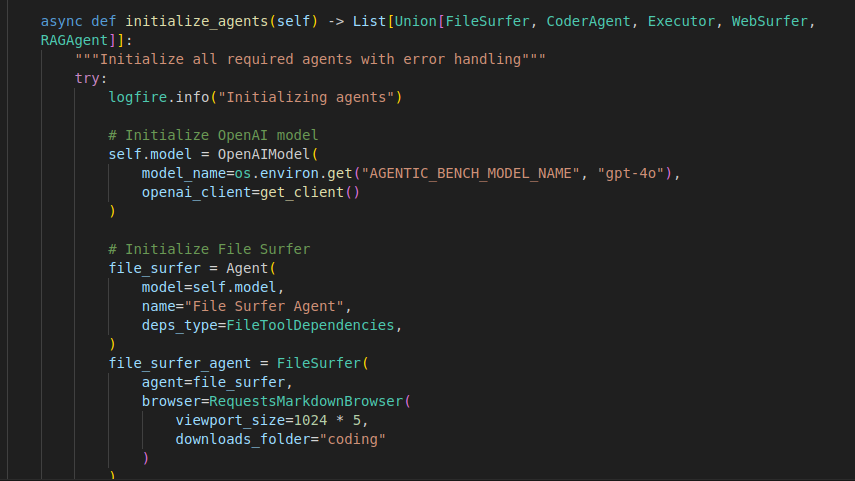 async def initialize_agents(self) -> List[Union[FileSurfer, CoderAgent, Executor, WebSurfer,
RAGAgent]]:
"""Initialize all required agents with error handling"""
try:
logfire.info("Initializing agents")
# Initialize OpenAI model
self.model = OpenAIModel(
model_name=os.environ.get("AGENTIC_BENCH_MODEL_NAME", "gpt-4o"),
openai_client=get_client()
)
# Initialize File Surfer
file_surfer = Agent(
model=self.model,
name="File Surfer Agent",
deps_type=FileToolDependencies,
)
file_surfer_agent = FileSurfer(
agent=file_surfer,
browser=RequestsMarkdownBrowser(
viewport_size=1024 * 5,
downloads_folder="coding"
)
)